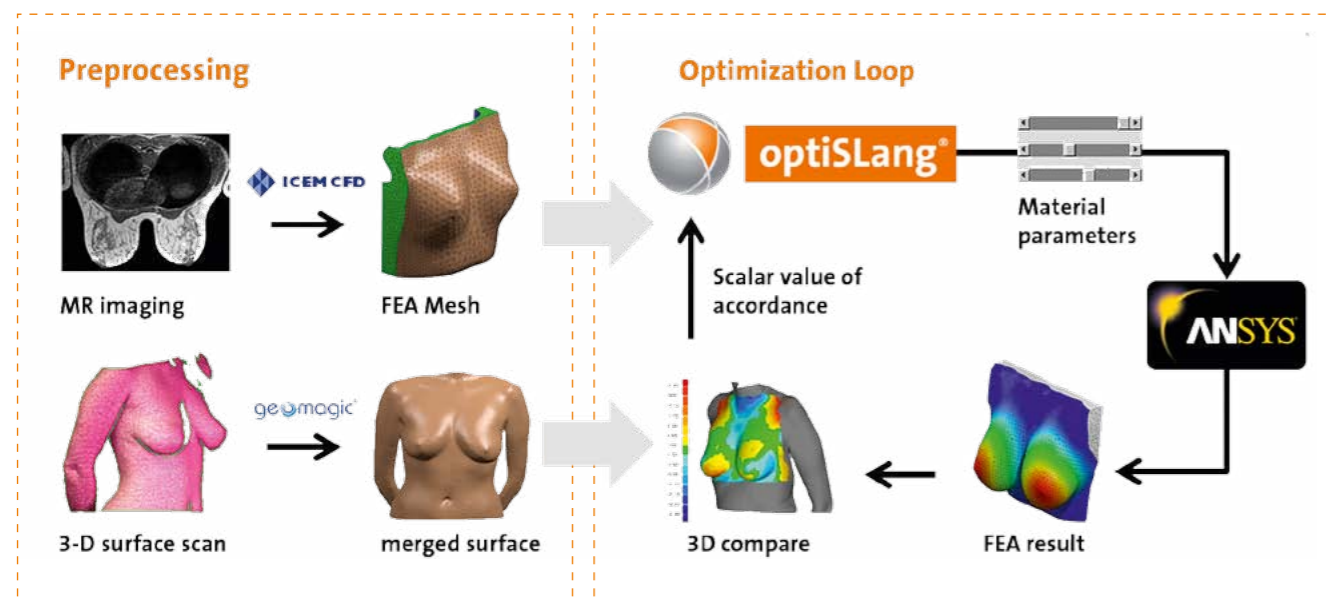 Preprocessing
Optimization Loop
ICEM CFD
optiSLang®
MR imaging
FEA Mesh
Material
parameters
Scalar value of
accordance
ANSYS
geomagic®
3-D surface scan
merged surface
3D compare
FEA result